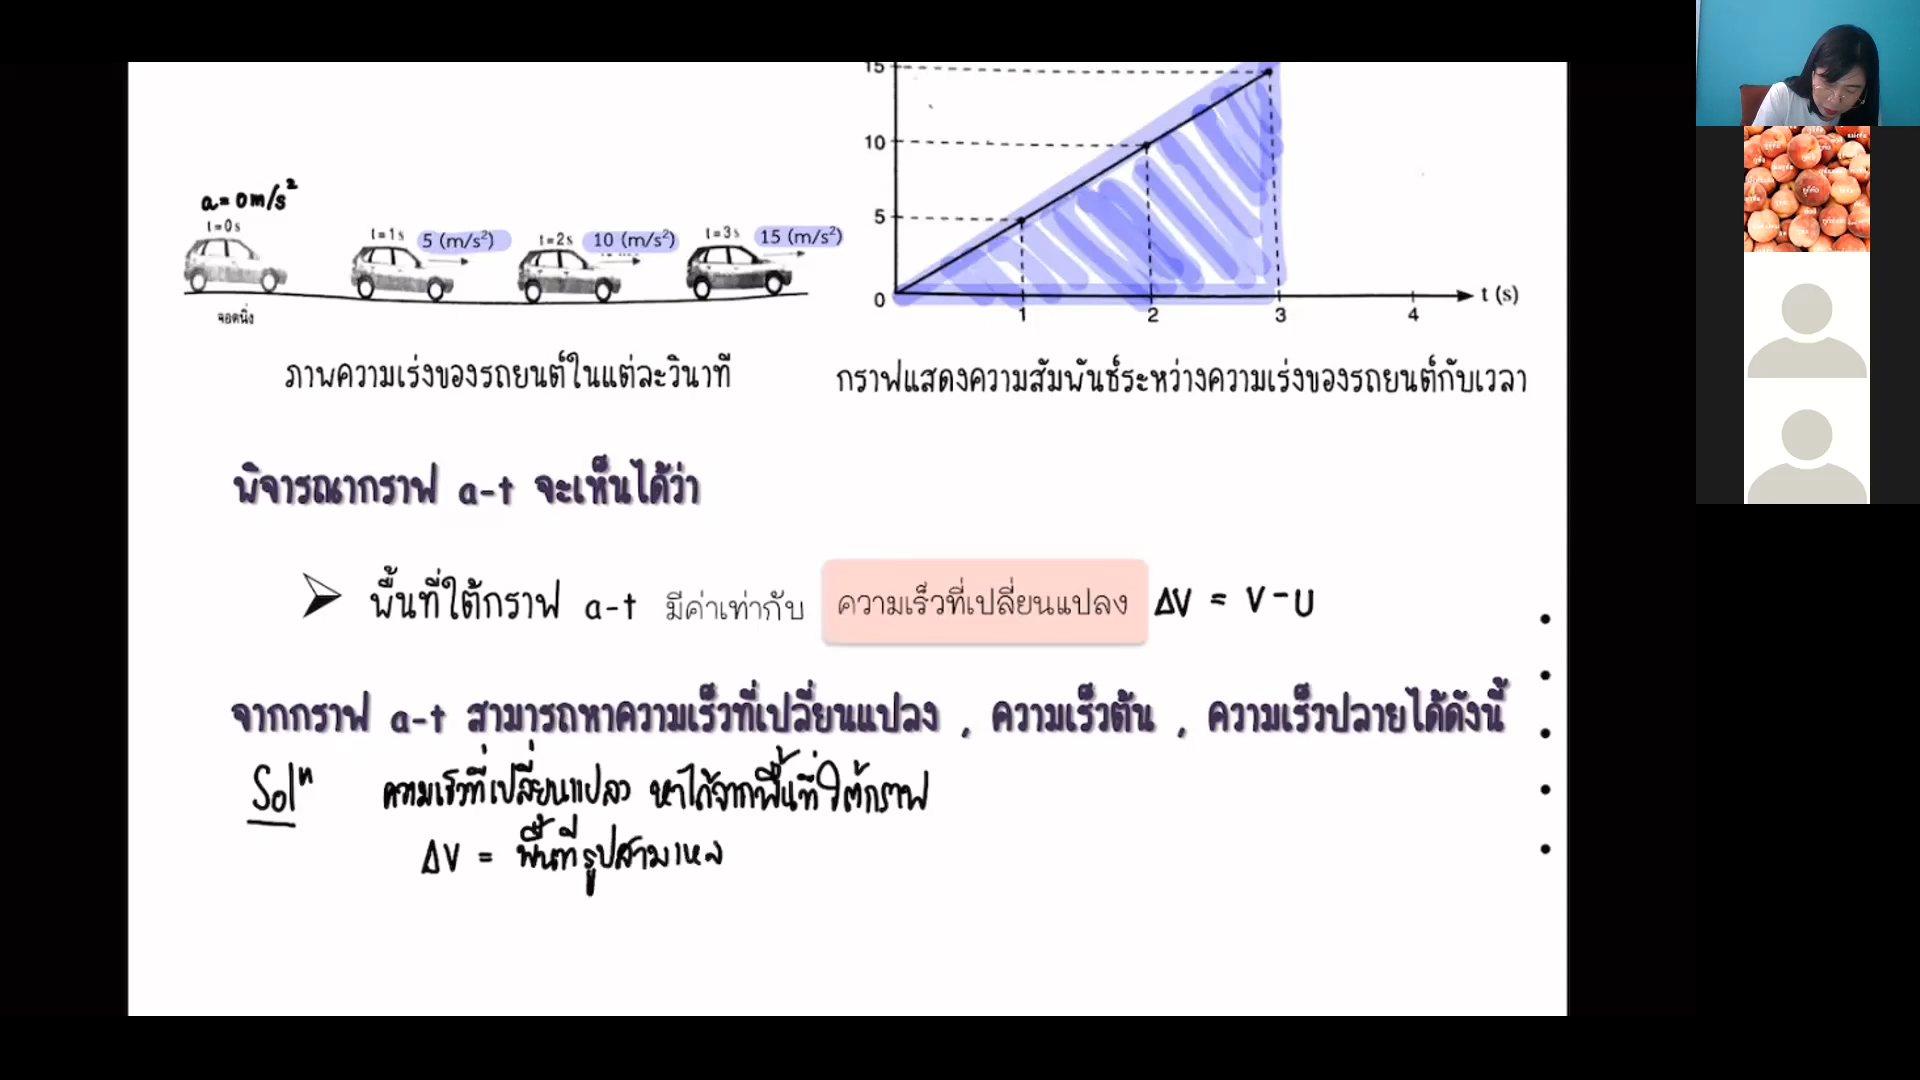 15
10
5
0
1
2
3
4
t (s)
a = 0 m/s²
t=0s
t=1s 5 (m/s²)
t=2s 10 (m/s²)
t=3s 15 (m/s²)
จอดนิ่ง
ภาพความเร่งของรถยนต์ในแต่ละวินาที
กราฟแสดงความสัมพันธ์ระหว่างความเร่งของรถยนต์กับเวลา
พิจารณากราฟ a-t จะเห็นได้ว่า
พื้นที่ใต้กราฟ a-t มีค่าเท่ากับ ความเร็วที่เปลี่ยนแปลง ΔV = V - U
จากกราฟ a-t สามารถหาความเร็วที่เปลี่ยนแปลง , ความเร็วต้น , ความเร็วปลายได้ดังนี้
Solⁿ ความเร็วที่เปลี่ยนแปลง หาได้จากพื้นที่ใต้กราฟ
ΔV = พื้นที่รูปสามเหล